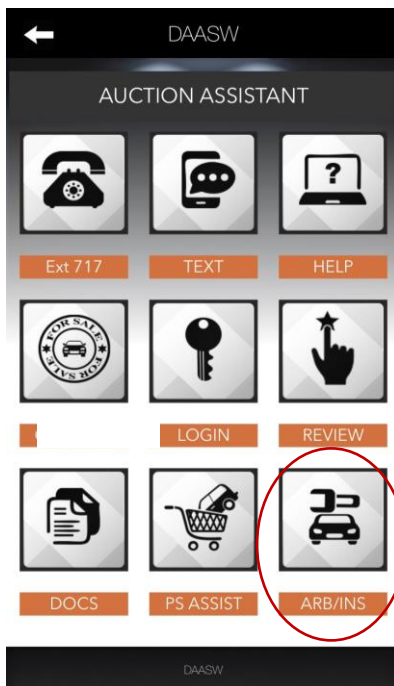 DAASW
AUCTION ASSISTANT
?
Ext 717
TEXT
HELP
FOR SALE FOR SALE
LOGIN
REVIEW
DOCS
PS ASSIST
ARB/INS
DAASW